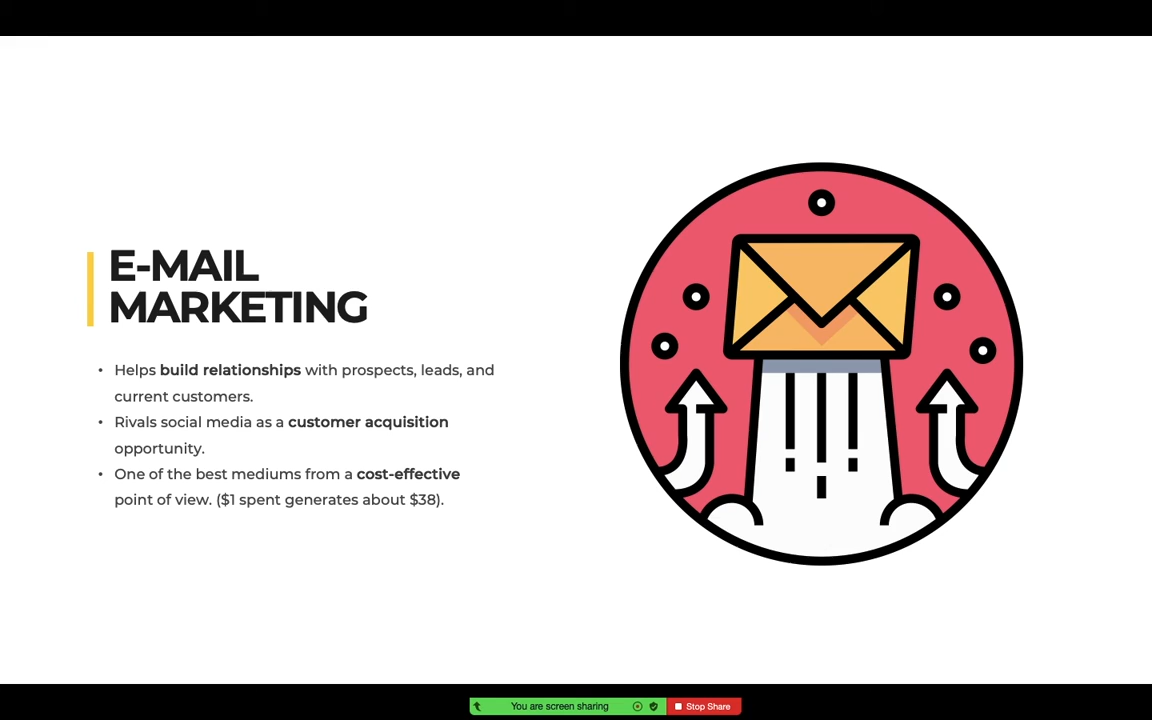 E-MAIL
MARKETING
• Helps build relationships with prospects, leads, and
current customers.
• Rivals social media as a customer acquisition
opportunity.
• One of the best mediums from a cost-effective
point of view. ($1 spent generates about $38).
You are screen sharing
Stop Share